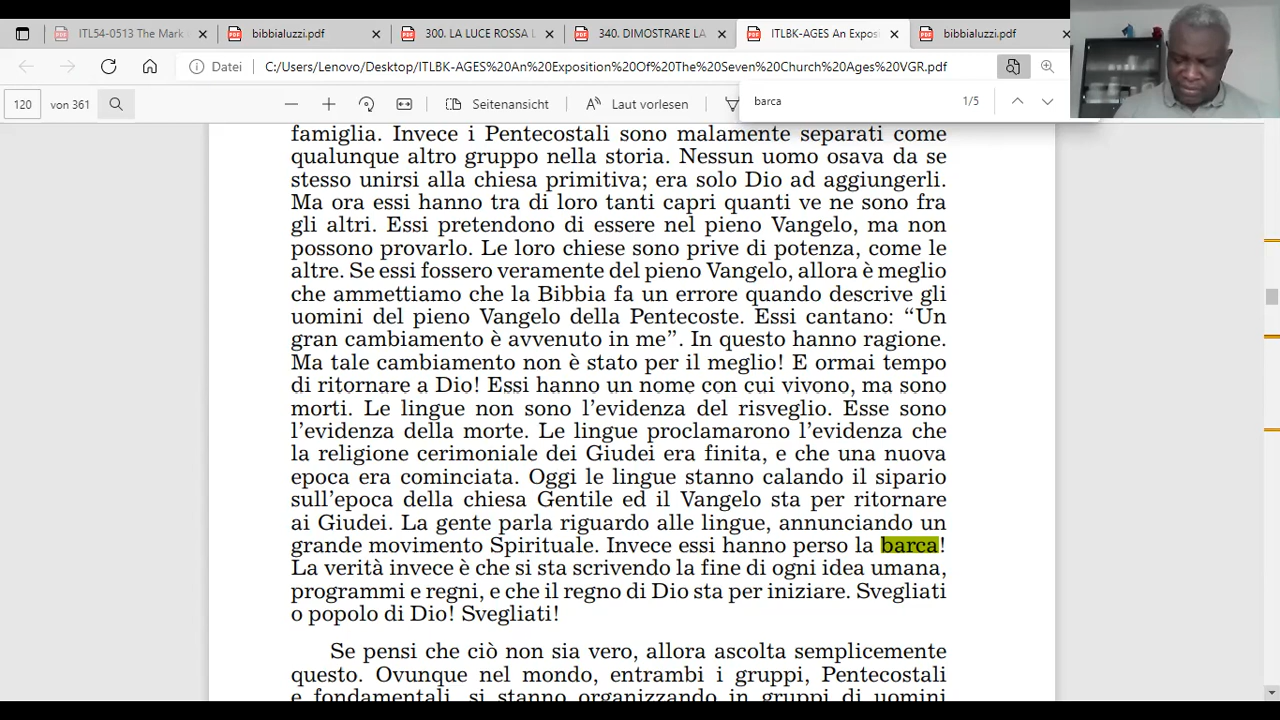 ITL54-0513 The Mark
bibbialuzzi.pdf
300. LA LUCE ROSSA L
340. DIMOSTRARE LA
ITLBK-AGES An Exposi
bibbialuzzi.pdf
Datei
C:/Users/Lenovo/Desktop/ITLBK-AGES%20An%20Exposition%20Of%20The%20Seven%20Church%20Ages%20VGR.pdf
120 von 361
Seitenansicht
Laut vorlesen
barca
1/5
famiglia. Invece i Pentecostali sono malamente separati come
qualunque altro gruppo nella storia. Nessun uomo osava da se
stesso unirsi alla chiesa primitiva; era solo Dio ad aggiungerli.
Ma ora essi hanno tra di loro tanti capri quanti ve ne sono fra
gli altri. Essi pretendono di essere nel pieno Vangelo, ma non
possono provarlo. Le loro chiese sono prive di potenza, come le
altre. Se essi fossero veramente del pieno Vangelo, allora è meglio
che ammettiamo che la Bibbia fa un errore quando descrive gli
uomini del pieno Vangelo della Pentecoste. Essi cantano: “Un
gran cambiamento è avvenuto in me”. In questo hanno ragione.
Ma tale cambiamento non è stato per il meglio! E ormai tempo
di ritornare a Dio! Essi hanno un nome con cui vivono, ma sono
morti. Le lingue non sono l’evidenza del risveglio. Esse sono
l’evidenza della morte. Le lingue proclamarono l’evidenza che
la religione cerimoniale dei Giudei era finita, e che una nuova
epoca era cominciata. Oggi le lingue stanno calando il sipario
sull’epoca della chiesa Gentile ed il Vangelo sta per ritornare
ai Giudei. La gente parla riguardo alle lingue, annunciando un
grande movimento Spirituale. Invece essi hanno perso la barca!
La verità invece è che si sta scrivendo la fine di ogni idea umana,
programmi e regni, e che il regno di Dio sta per iniziare. Svegliati
o popolo di Dio! Svegliati!
Se pensi che ciò non sia vero, allora ascolta semplicemente
questo. Ovunque nel mondo, entrambi i gruppi, Pentecostali
e fondamentali, si stanno organizzando in gruppi di uomini